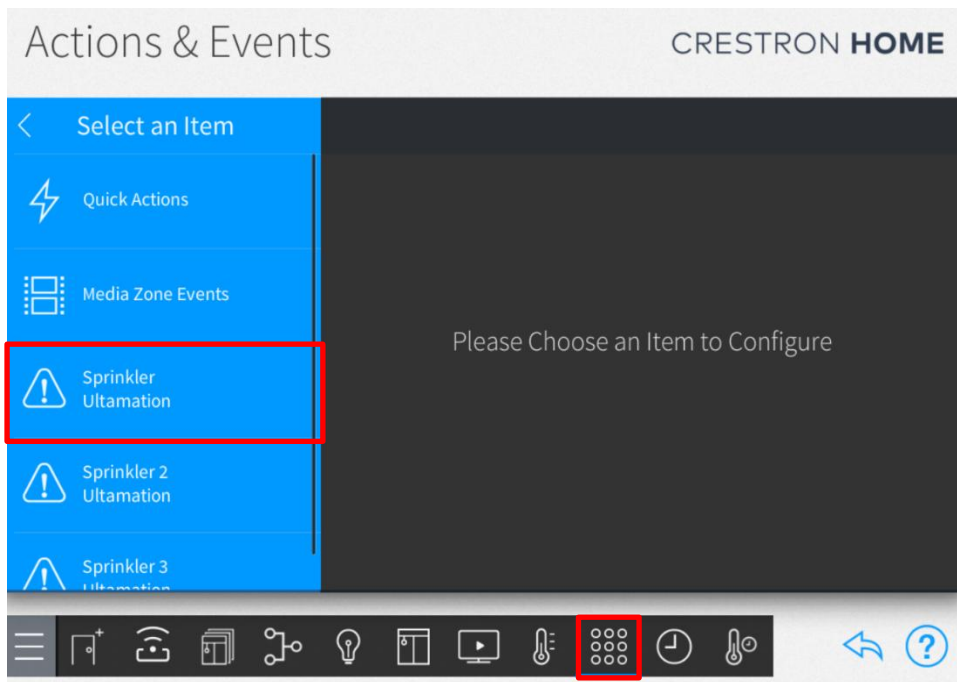 Actions & Events
CRESTRON HOME
Select an Item
Quick Actions
Media Zone Events
Please Choose an Item to Configure
Sprinkler
Ultamation
Sprinkler 2
Ultamation
Sprinkler 3
Ultamation
?